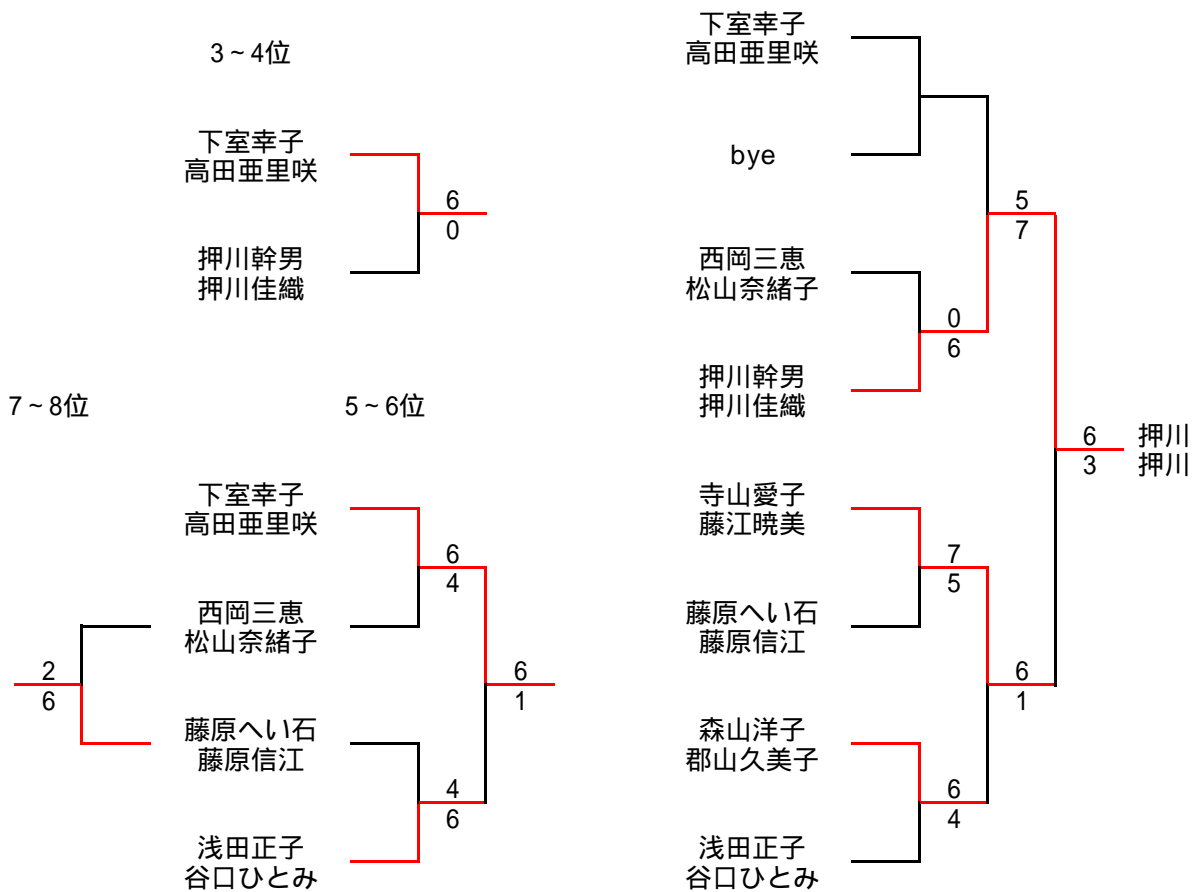 3～4位
下室幸子
高田亜里咲
6
0
押川幹男
押川佳織
7～8位
5～6位
下室幸子
高田亜里咲
6
4
西岡三恵
松山奈緒子
2
6
6
1
藤原へい石
藤原信江
4
6
浅田正子
谷口ひとみ
下室幸子
高田亜里咲
bye
5
7
西岡三恵
松山奈緒子
0
6
押川幹男
押川佳織
6
3
押川
押川
寺山愛子
藤江暁美
7
5
藤原へい石
藤原信江
6
1
森山洋子
郡山久美子
6
4
浅田正子
谷口ひとみ